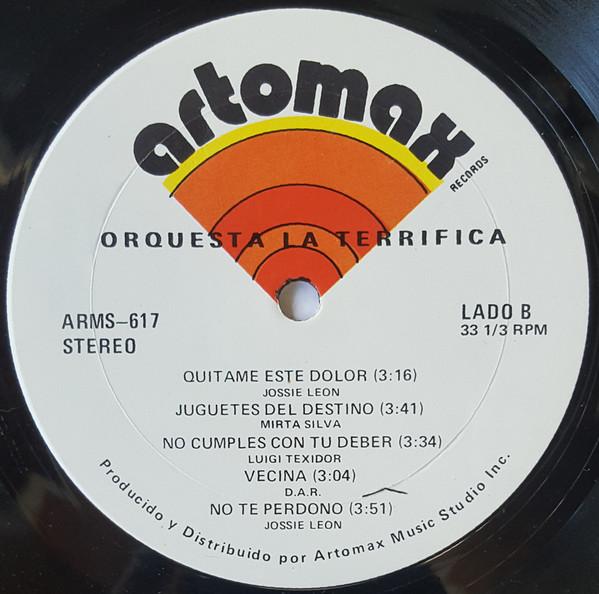 artomax
RECORDS
ORQUESTA LA TERRIFICA
ARMS-617
STEREO
LADO B
33 1/3 RPM
QUITAME ESTE DOLOR (3:16)
JOSSIE LEON
JUGUETES DEL DESTINO (3:41)
MIRTA SILVA
NO CUMPLES CON TU DEBER (3:34)
LUIGI TEXIDOR
VECINA (3:04)
D.A.R.
NO TE PERDONO (3:51)
JOSSIE LEON
Producido y Distribuido por Artomax Music Studio Inc.